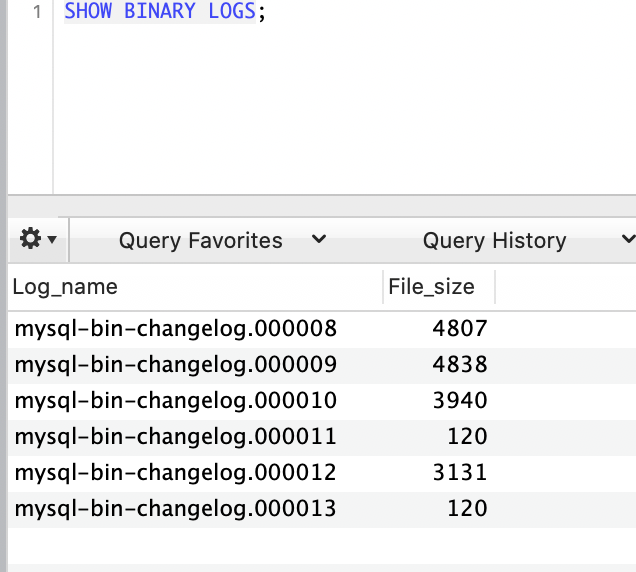 1 SHOW BINARY LOGS;
Query Favorites Query History
Log_name File_size
mysql-bin-changelog.000008 4807
mysql-bin-changelog.000009 4838
mysql-bin-changelog.000010 3940
mysql-bin-changelog.000011 120
mysql-bin-changelog.000012 3131
mysql-bin-changelog.000013 120